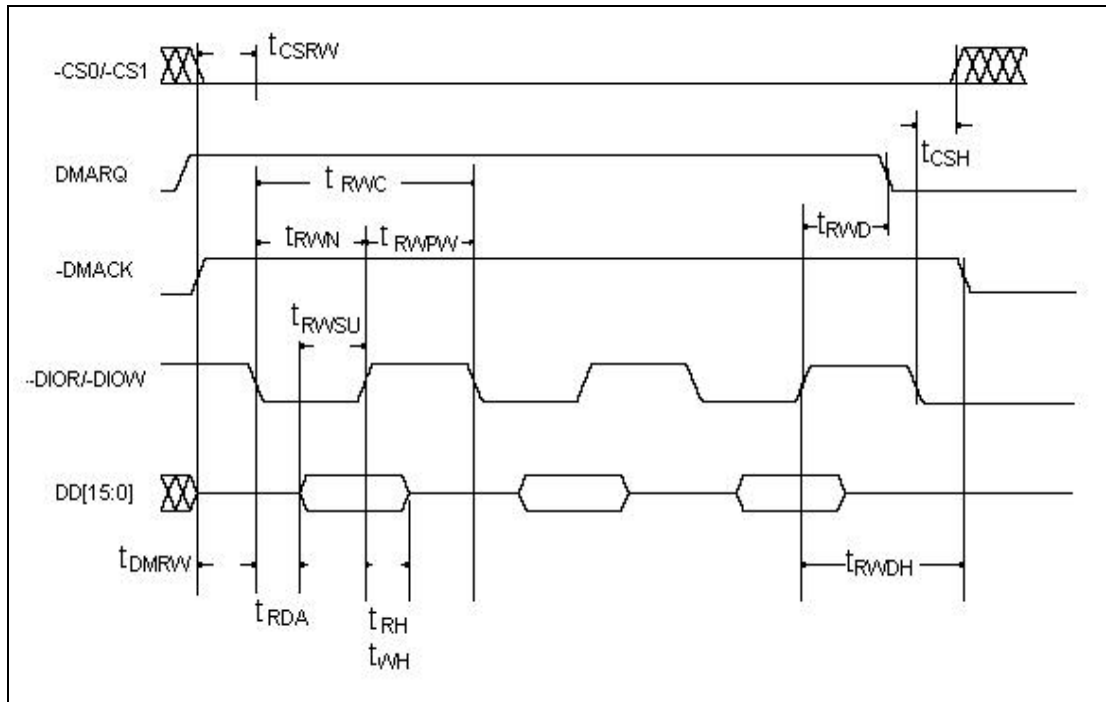 tCSRW
-CS0/-CS1
tCSH
DMARQ
tRWC
tRWD
tRWN
tRWPW
-DMACK
tRWSU
-DIOR/-DIOW
DD[15:0]
tDMRW
tRWDH
tRDA
tRH
tWH